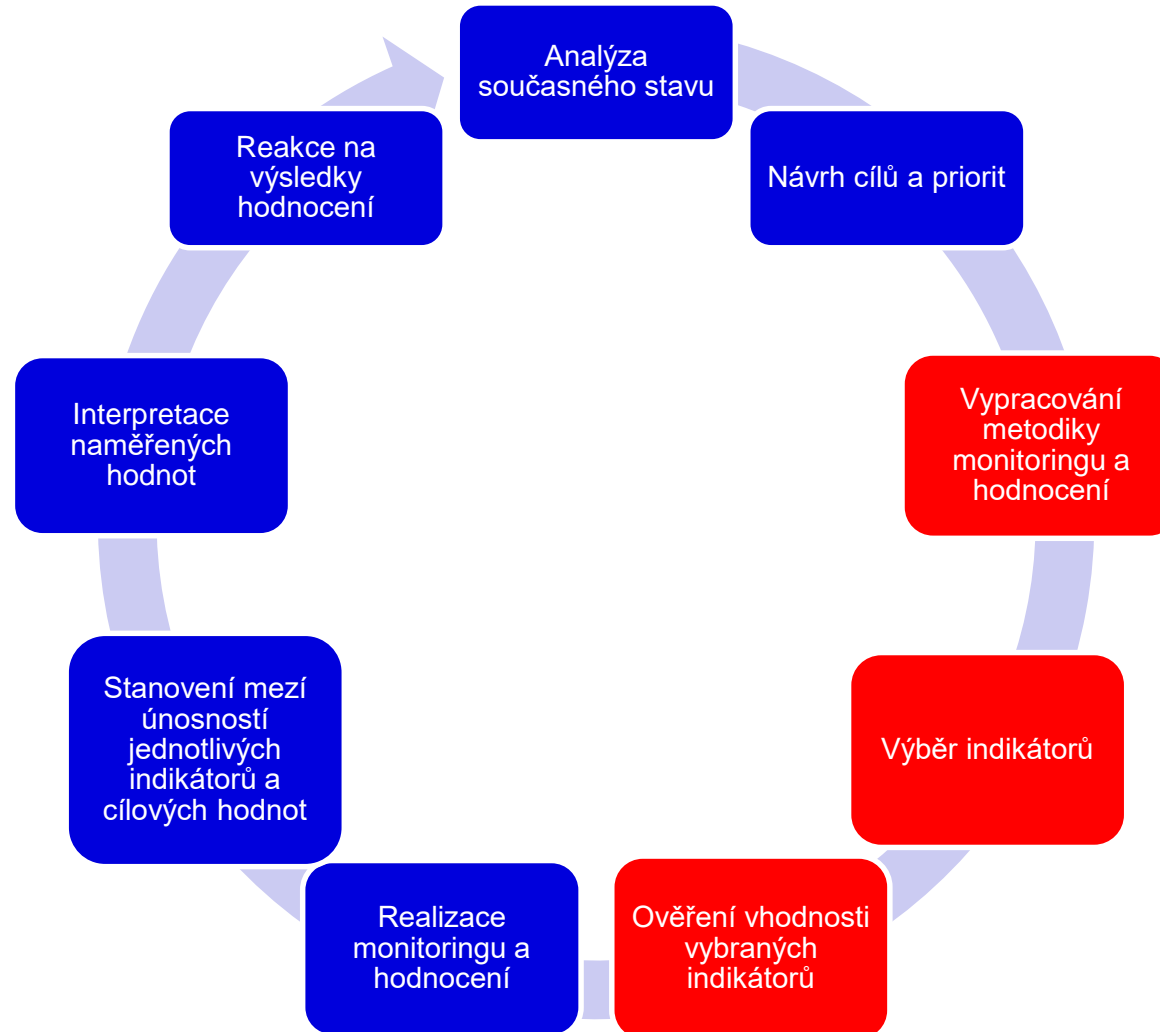 Analýza
současného stavu
Návrh cílů a priorit
Vypracování
metodiky
monitoringu a
hodnocení
Výběr indikátorů
Ověření vhodnosti
vybraných
indikátorů
Realizace
monitoringu a
hodnocení
Stanovení mezí
únosností
jednotlivých
indikátorů a
cílových hodnot
Interpretace
naměřených
hodnot
Reakce na
výsledky
hodnocení